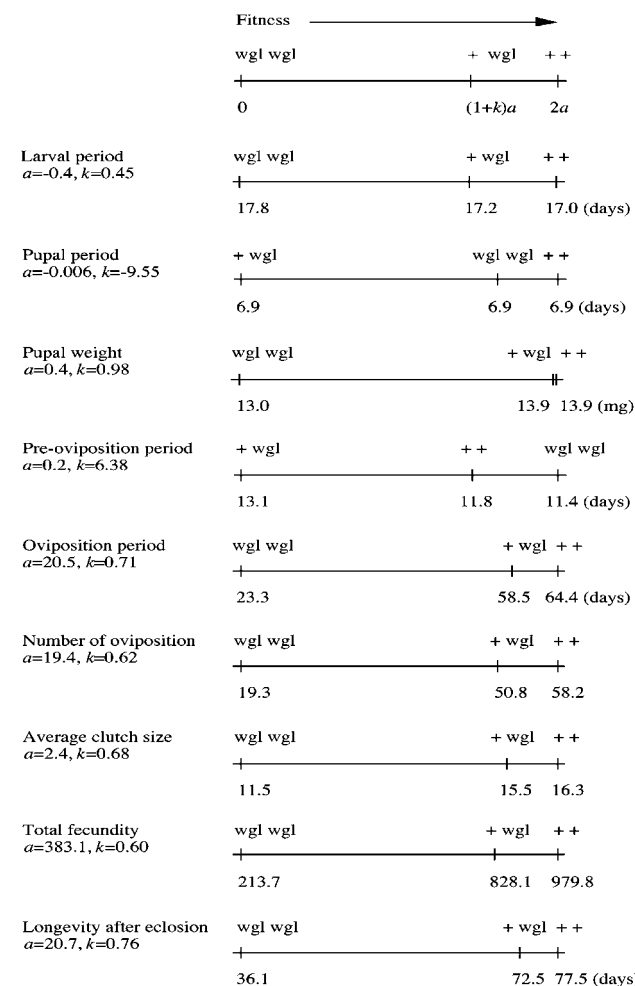 Fitness
wgl wgl + wgl + +
0 (1+k)a 2a
Larval period
a=-0.4, k=0.45
wgl wgl + wgl + +
17.8 17.2 17.0 (days)
Pupal period
a=-0.006, k=-9.55
+ wgl wgl wgl + +
6.9 6.9 6.9 (days)
Pupal weight
a=0.4, k=0.98
wgl wgl + wgl + +
13.0 13.9 13.9 (mg)
Pre-oviposition period
a=0.2, k=6.38
+ wgl + + wgl wgl
13.1 11.8 11.4 (days)
Oviposition period
a=20.5, k=0.71
wgl wgl + wgl + +
23.3 58.5 64.4 (days)
Number of oviposition
a=19.4, k=0.62
wgl wgl + wgl + +
19.3 50.8 58.2
Average clutch size
a=2.4, k=0.68
wgl wgl + wgl + +
11.5 15.5 16.3
Total fecundity
a=383.1, k=0.60
wgl wgl + wgl + +
213.7 828.1 979.8
Longevity after eclosion
a=20.7, k=0.76
wgl wgl + wgl + +
36.1 72.5 77.5 (days